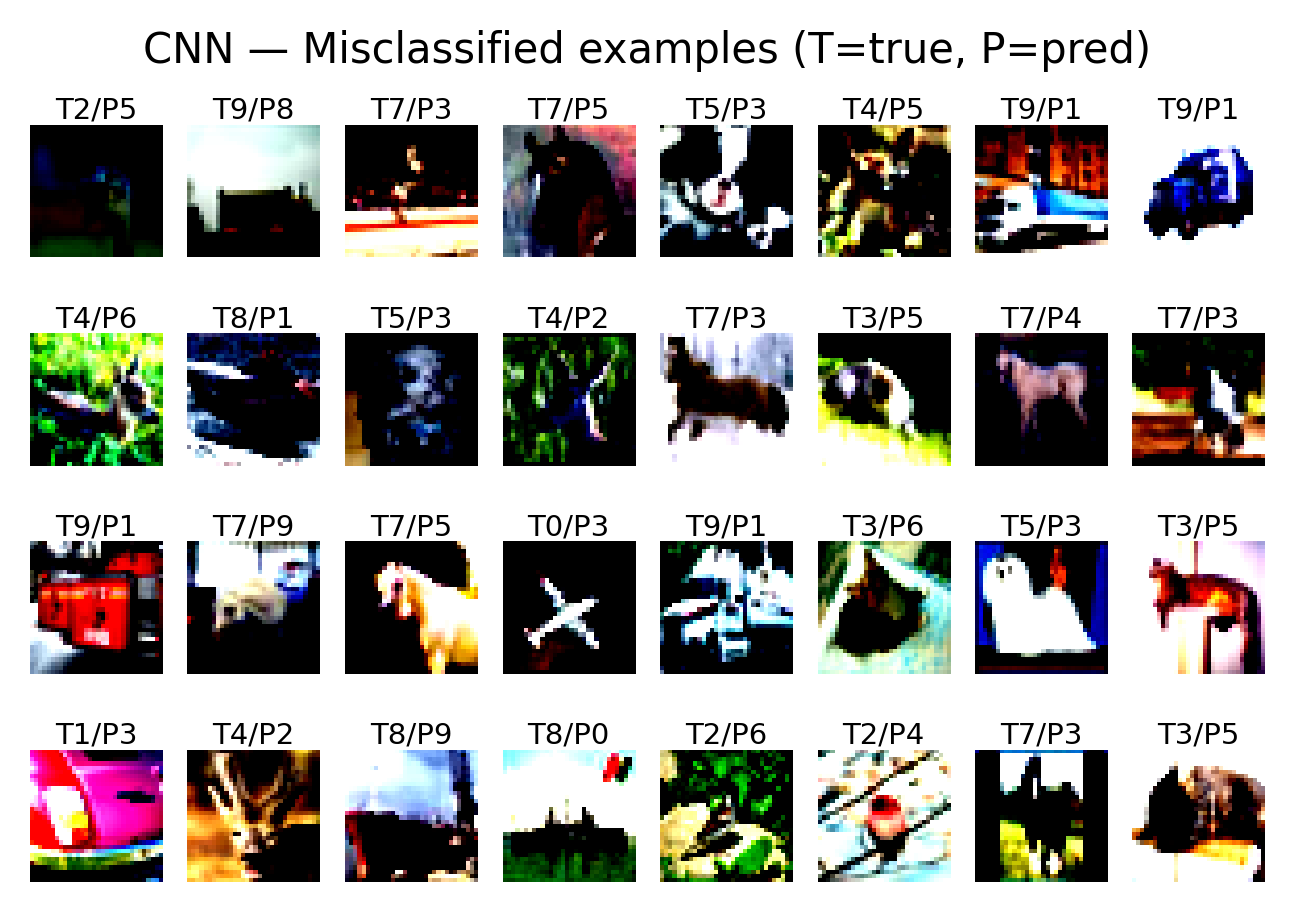 CNN — Misclassified examples (T=true, P=pred)
T2/P5 T9/P8 T7/P3 T7/P5 T5/P3 T4/P5 T9/P1 T9/P1
T4/P6 T8/P1 T5/P3 T4/P2 T7/P3 T3/P5 T7/P4 T7/P3
T9/P1 T7/P9 T7/P5 T0/P3 T9/P1 T3/P6 T5/P3 T3/P5
T1/P3 T4/P2 T8/P9 T8/P0 T2/P6 T2/P4 T7/P3 T3/P5